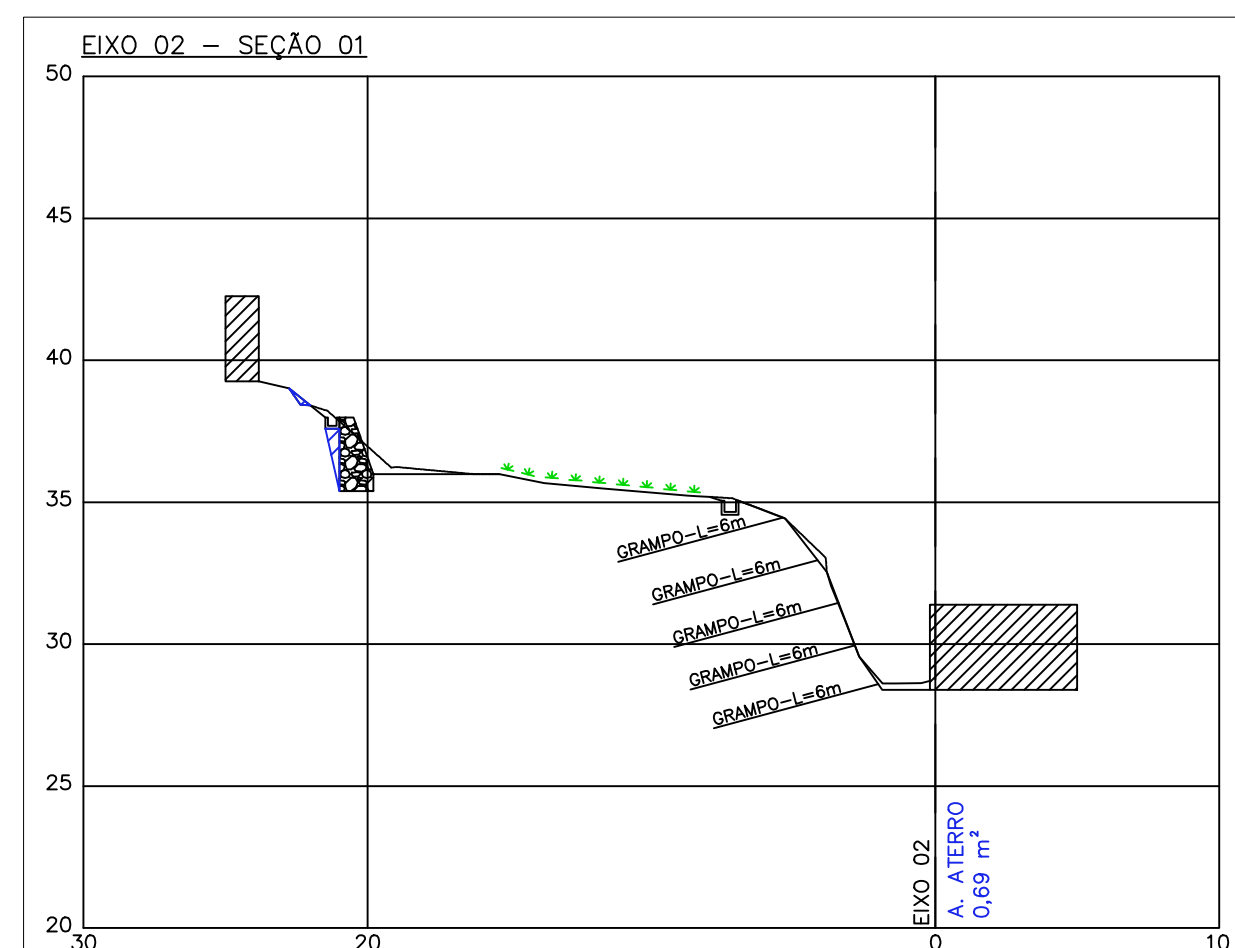 EIXO 02 – SEÇÃO 01
50
45
40
35
GRAMPO–L=6m
GRAMPO–L=6m
GRAMPO–L=6m
30
GRAMPO–L=6m
GRAMPO–L=6m
25
EIXO 02
A. ATERRO
0,69 m²
20
30
20
0
10